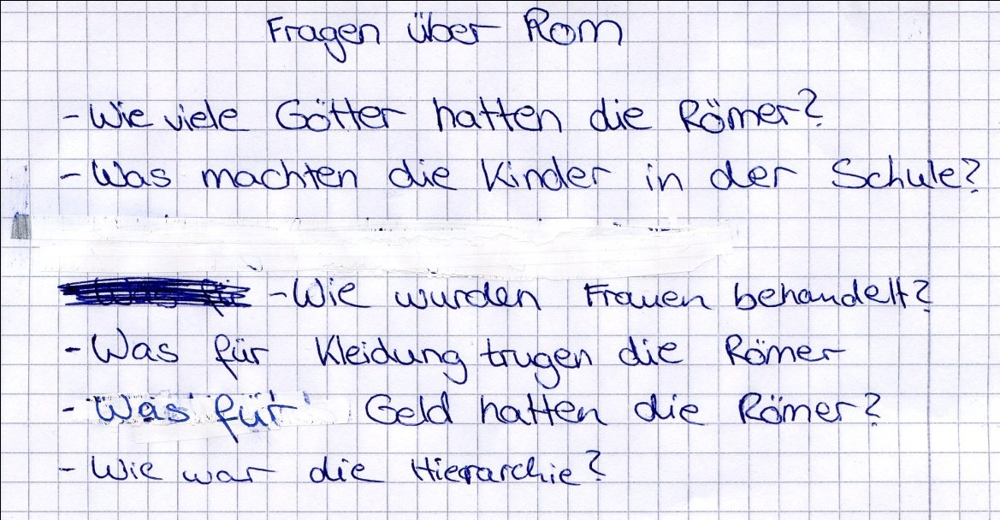 Fragen über Rom
- Wie viele Götter hatten die Römer?
- Was machten die Kinder in der Schule?
- Wie wurden Frauen behandelt?
- Was für Kleidung trugen die Römer
- Was für Geld hatten die Römer?
- Wie war die Hierarchie?